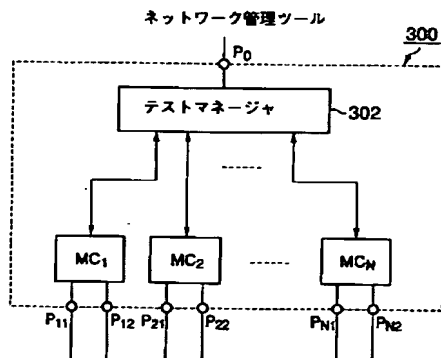 ネットワーク管理ツール
P0
300
テストマネージャ
302
MC1
MC2
MCN
P11
P12
P21
P22
PN1
PN2